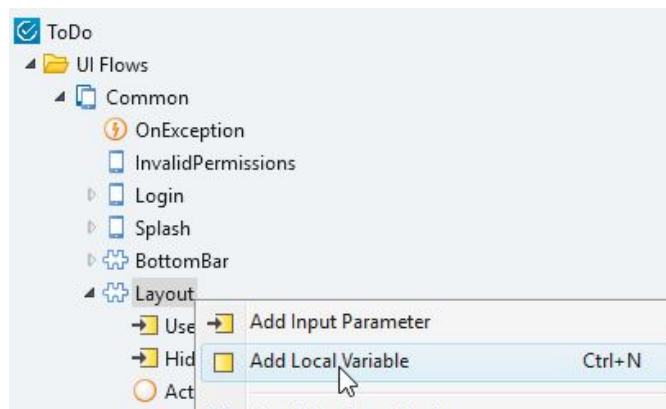 ToDo
UI Flows
Common
OnException
InvalidPermissions
Login
Splash
BottomBar
Layout
Use
Add Input Parameter
Hid
Add Local Variable Ctrl+N
Act